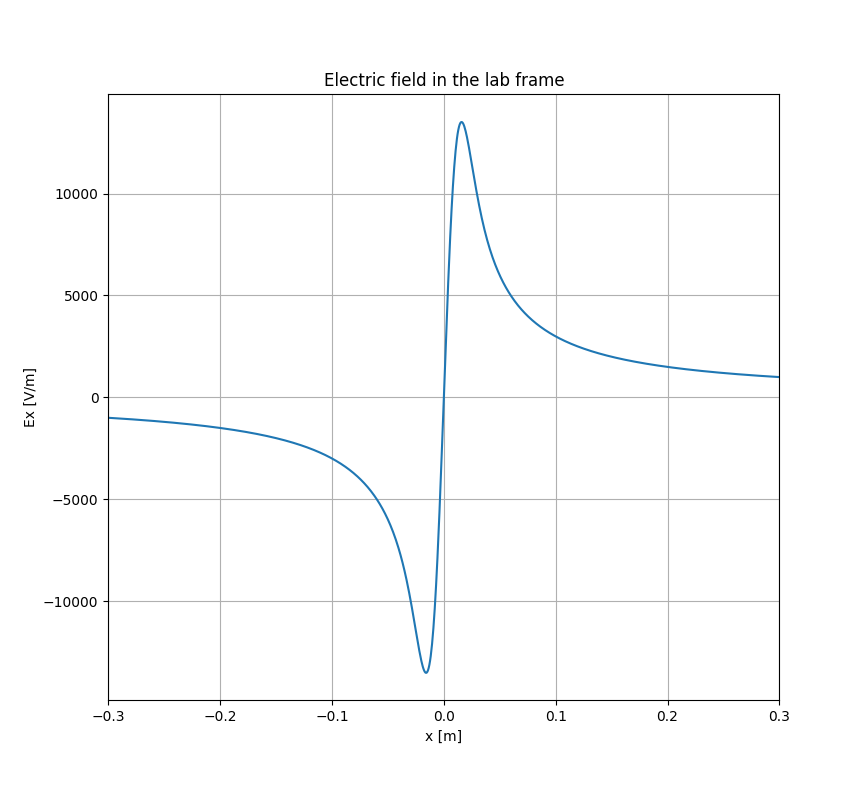 Electric field in the lab frame
10000
5000
0
−5000
−10000
Ex [V/m]
−0.3 −0.2 −0.1 0.0 0.1 0.2 0.3
x [m]